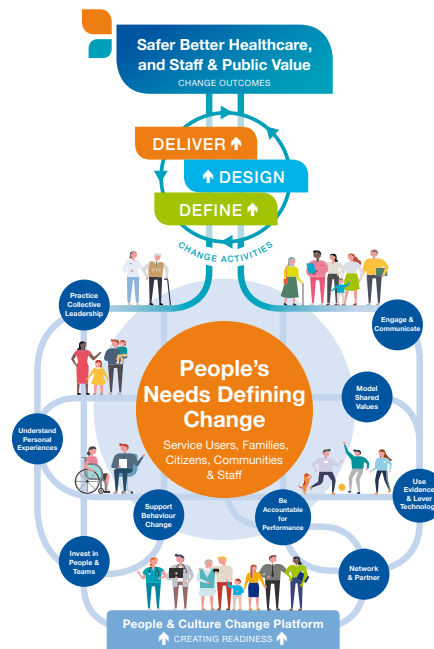 Safer Better Healthcare,
and Staff & Public Value
CHANGE OUTCOMES
DELIVER
DESIGN
DEFINE
CHANGE ACTIVITIES
Practice
Collective
Leadership
Engage &
Communicate
People's
Needs Defining
Change
Service Users, Families,
Citizens, Communities
& Staff
Model
Shared
Values
Understand
Personal
Experiences
Use
Evidence
& Lever
Technolog
Support
Behaviour
Change
Be
Accountable
for
Performance
Invest in
People &
Teams
Network
& Partner
People & Culture Change Platform
CREATING READINESS